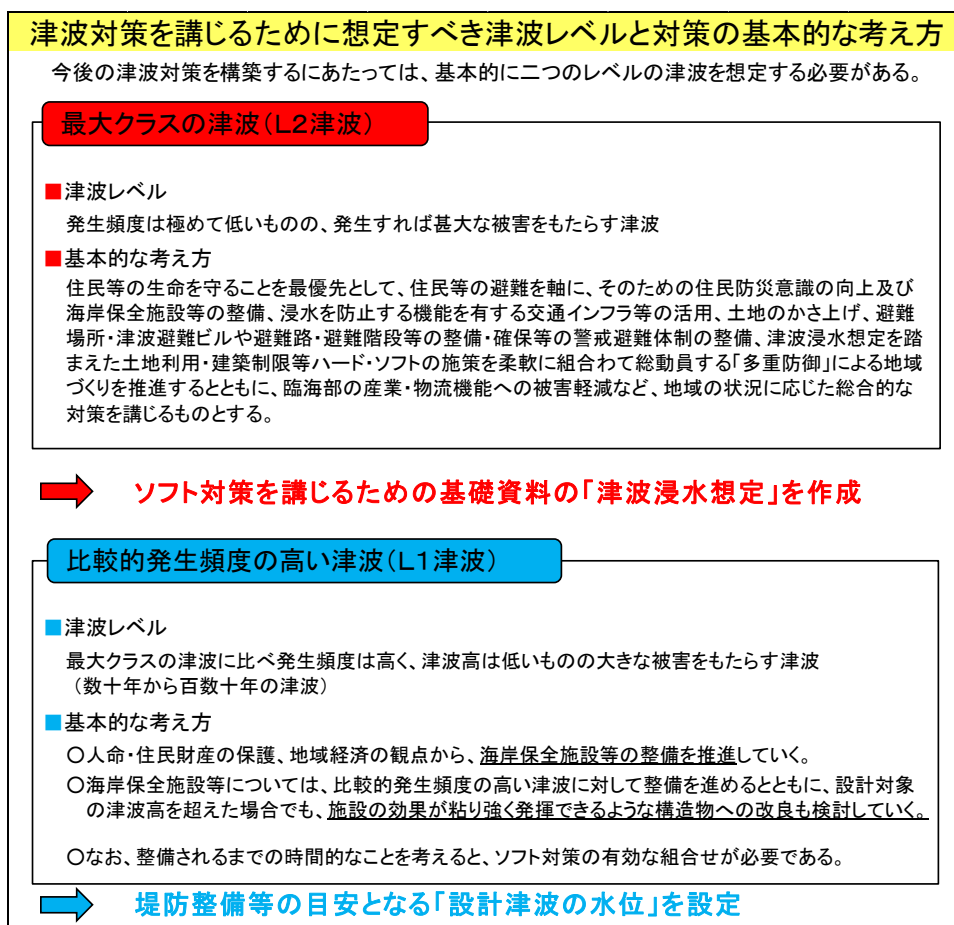 津波対策を講じるために想定すべき津波レベルと対策の基本的な考え方
今後の津波対策を構築するにあたっては、基本的に二つのレベルの津波を想定する必要がある。
最大クラスの津波(L2津波)
■津波レベル
発生頻度は極めて低いものの、発生すれば甚大な被害をもたらす津波
■基本的な考え方
住民等の生命を守ることを最優先として、住民等の避難を軸に、そのための住民防災意識の向上及び
海岸保全施設等の整備、浸水を防止する機能を有する交通インフラ等の活用、土地のかさ上げ、避難
場所・津波避難ビルや避難路・避難階段等の整備・確保等の警戒避難体制の整備、津波浸水想定を踏
まえた土地利用・建築制限等ハード・ソフトの施策を柔軟に組合わて総動員する「多重防御」による地域
づくりを推進するとともに、臨海部の産業・物流機能への被害軽減など、地域の状況に応じた総合的な
対策を講じるものとする。
ソフト対策を講じるための基礎資料の「津波浸水想定」を作成
比較的発生頻度の高い津波(L1津波)
■津波レベル
最大クラスの津波に比べ発生頻度は高く、津波高は低いものの大きな被害をもたらす津波
(数十年から百数十年の津波)
■基本的な考え方
○人命・住民財産の保護、地域経済の観点から、海岸保全施設等の整備を推進していく。
○海岸保全施設等については、比較的発生頻度の高い津波に対して整備を進めるとともに、設計対象
の津波高を超えた場合でも、施設の効果が粘り強く発揮できるような構造物への改良も検討していく。
○なお、整備されるまでの時間的なことを考えると、ソフト対策の有効な組合せが必要である。
堤防整備等の目安となる「設計津波の水位」を設定